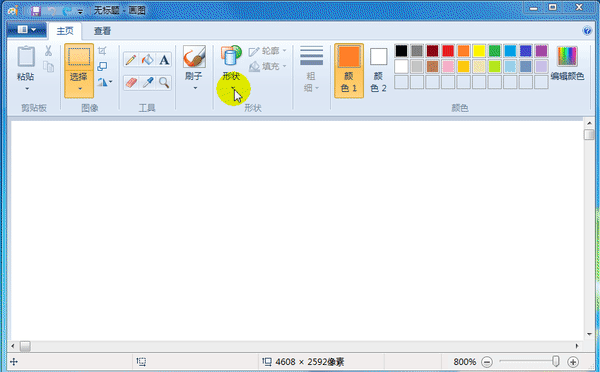 无标题 - 画图
主页 查看
粘贴 选择 A 刷子 形状 轮廓 填充 粗细 颜色 1 颜色 2 编辑颜色
剪贴板 图像 工具 形状 颜色
4608 × 2592像素 800%